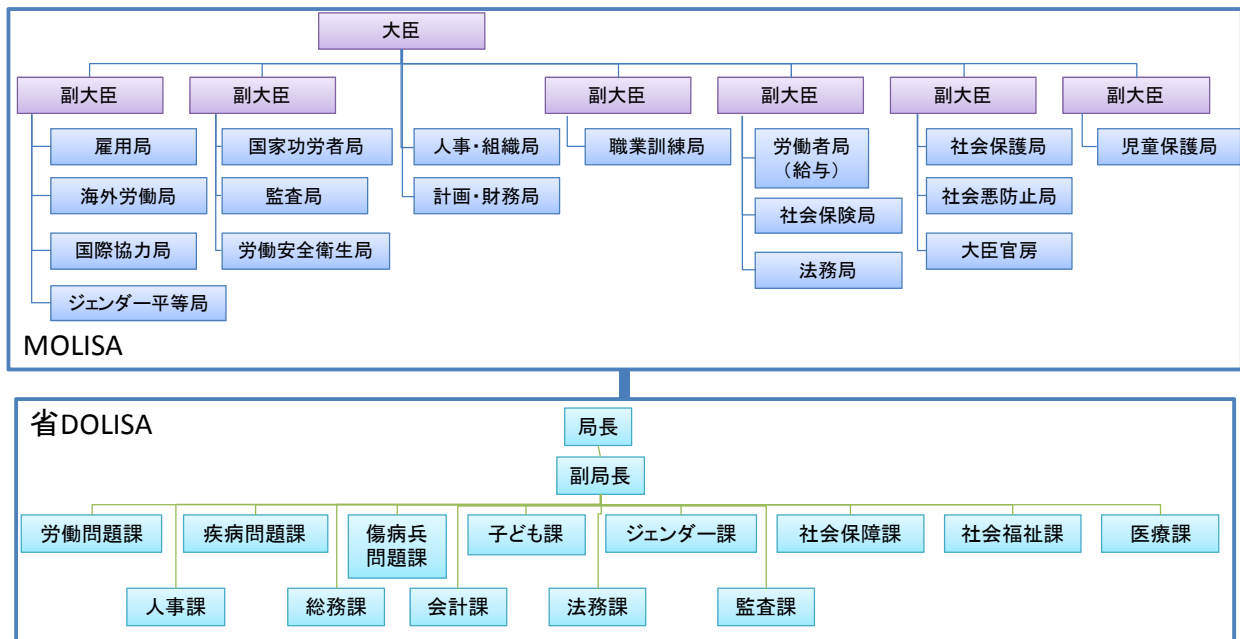 大臣
副大臣
副大臣
副大臣
副大臣
副大臣
副大臣
雇用局
国家功労者局
人事・組織局
職業訓練局
労働者局
（給与）
社会保護局
児童保護局
海外労働局
監査局
計画・財務局
社会保険局
社会悪防止局
国際協力局
労働安全衛生局
法務局
大臣官房
ジェンダー平等局
MOLISA
省DOLISA
局長
副局長
労働問題課
疾病問題課
傷病兵
問題課
子ども課
ジェンダー課
社会保障課
社会福祉課
医療課
人事課
総務課
会計課
法務課
監査課